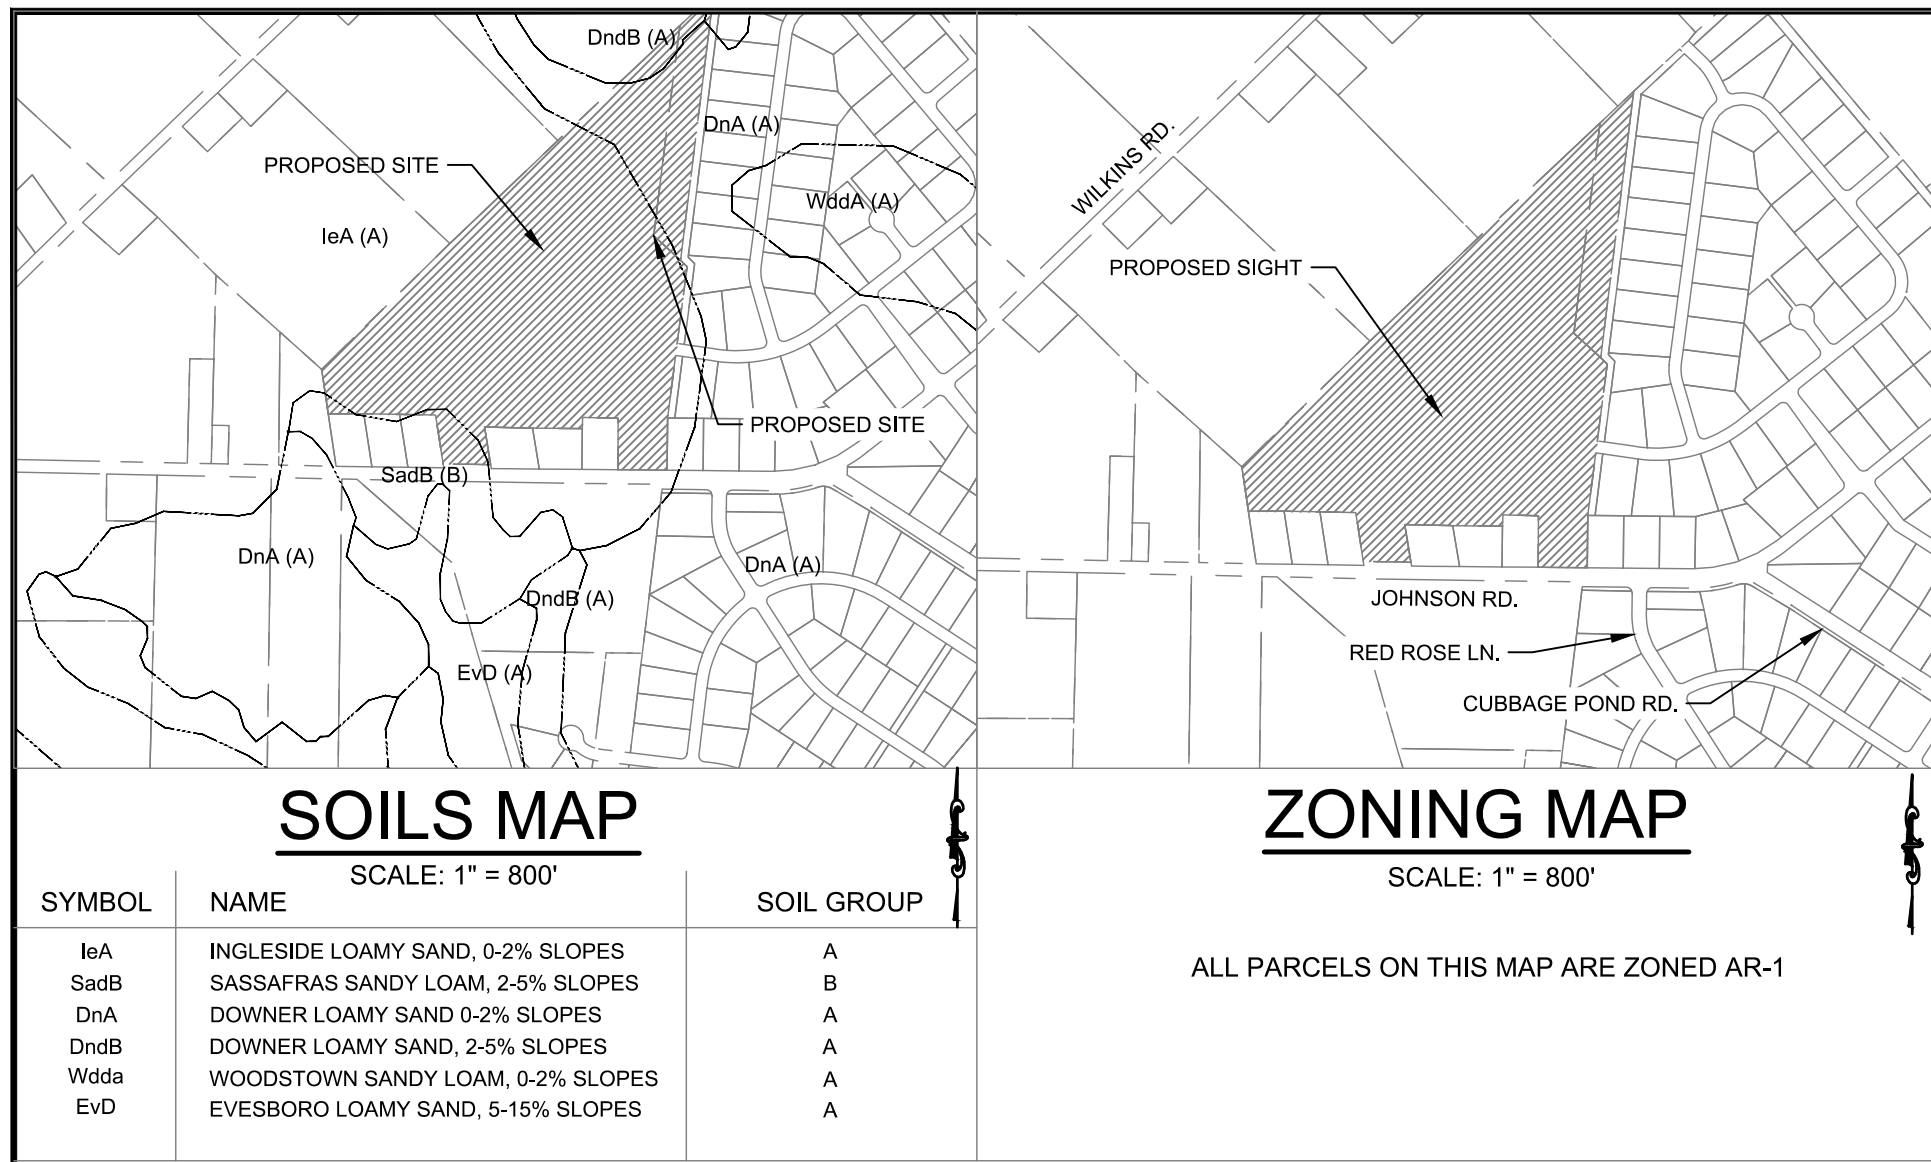 DndB (A)
DnA (A)
PROPOSED SITE
WddA (A)
IeA (A)
PROPOSED SITE
SadB (B)
DnA (A)
DnA (A)
DndB (A)
EvD (A)
SOILS MAP
SCALE: 1" = 800'
SYMBOL NAME SOIL GROUP
IeA INGLESIDE LOAMY SAND, 0-2% SLOPES A
SadB SASSAFRAS SANDY LOAM, 2-5% SLOPES B
DnA DOWNER LOAMY SAND 0-2% SLOPES A
DndB DOWNER LOAMY SAND, 2-5% SLOPES A
Wdda WOODSTOWN SANDY LOAM, 0-2% SLOPES A
EvD EVESBORO LOAMY SAND, 5-15% SLOPES A
WILKINS RD.
PROPOSED SIGHT
JOHNSON RD.
RED ROSE LN.
CUBBAGE POND RD.
ZONING MAP
SCALE: 1" = 800'
ALL PARCELS ON THIS MAP ARE ZONED AR-1